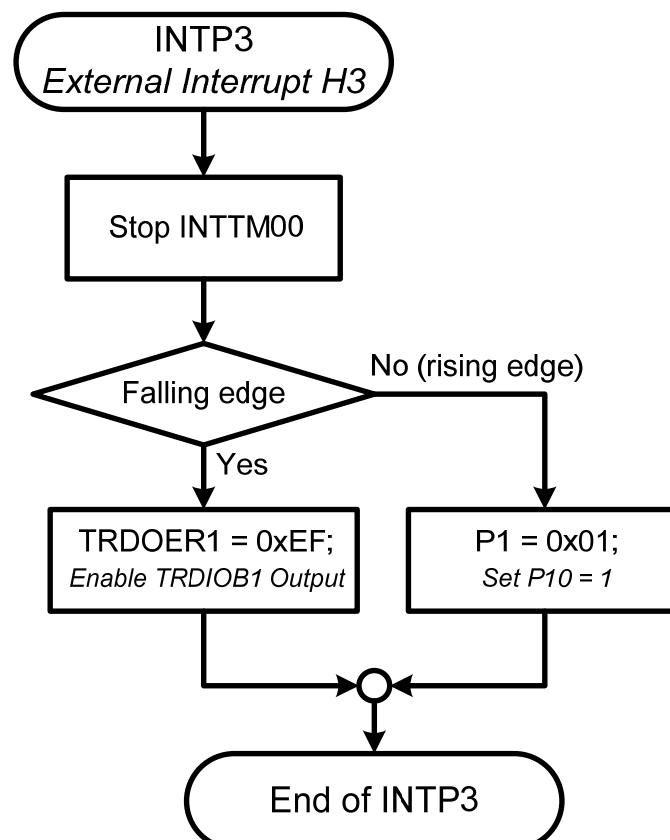 INTP3
External Interrupt H3
Stop INTTM00
Falling edge
No (rising edge)
Yes
TRDOER1 = 0xEF;
Enable TRDIOB1 Output
P1 = 0x01;
Set P10 = 1
End of INTP3